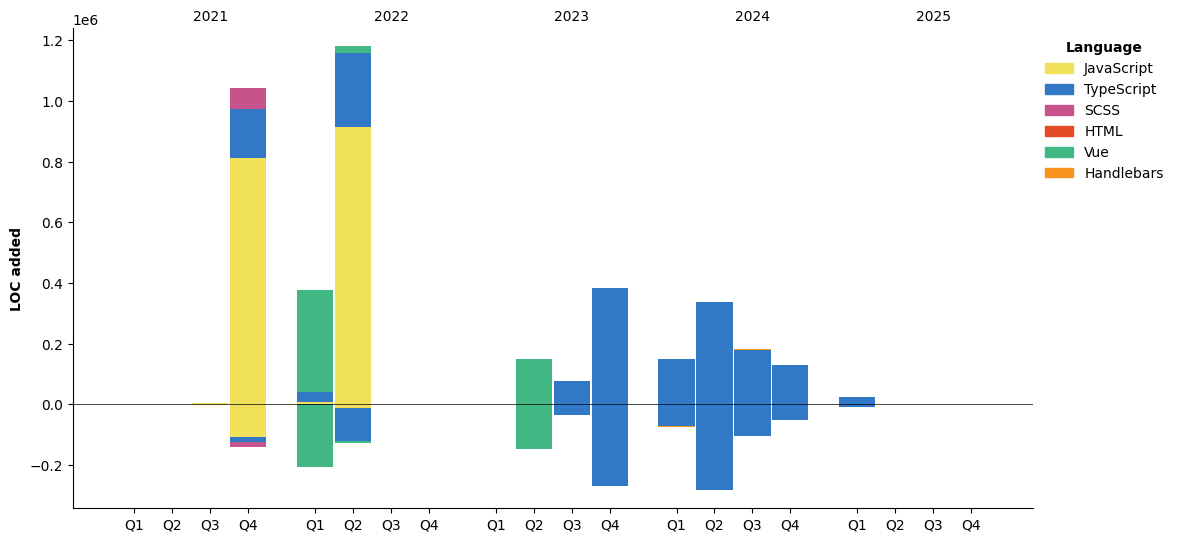 1e6
2021 2022 2023 2024 2025
1.2
1.0
0.8
0.6
0.4
0.2
0.0
−0.2
LOC added
Q1 Q2 Q3 Q4 Q1 Q2 Q3 Q4 Q1 Q2 Q3 Q4 Q1 Q2 Q3 Q4 Q1 Q2 Q3 Q4
Language
JavaScript
TypeScript
SCSS
HTML
Vue
Handlebars